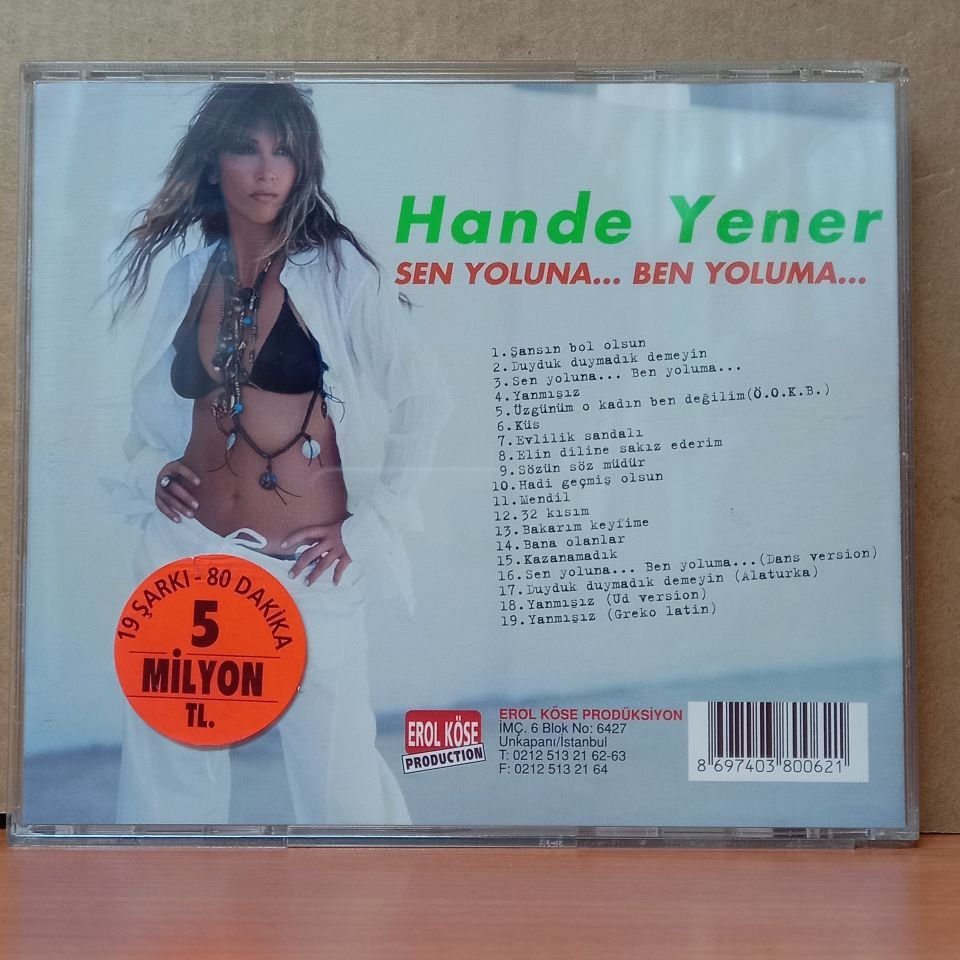 Hande Yener
SEN YOLUNA... BEN YOLUMA...
1.Şansın bol olsun
2.Duyduk duymadık demeyin
3.Sen yoluna... Ben yoluma...
4.Yanmışız
5.Üzgünüm o kadın ben değilim(Ö.O.K.B.)
6.Küs
7.Evlilik sandalı
8.Elin diline sakız ederim
9.Sözün söz müdür
10.Hadi geçmiş olsun
11.Mendil
12.32 kısım
13.Bakarım keyfime
14.Bana olanlar
15.Kazanamadık
16.Sen yoluna... Ben yoluma...(Dans version)
17.Duyduk duymadık demeyin (Alaturka)
18.Yanmışız (Ud version)
19.Yanmışız (Greko latin)
19 ŞARKI - 80 DAKİKA
5
MİLYON
TL.
EROL KÖSE
PRODUCTION
EROL KÖSE PRODÜKSİYON
İMÇ. 6 Blok No: 6427
Unkapanı/İstanbul
T: 0212 513 21 62-63
F: 0212 513 21 64
8 697403 800621